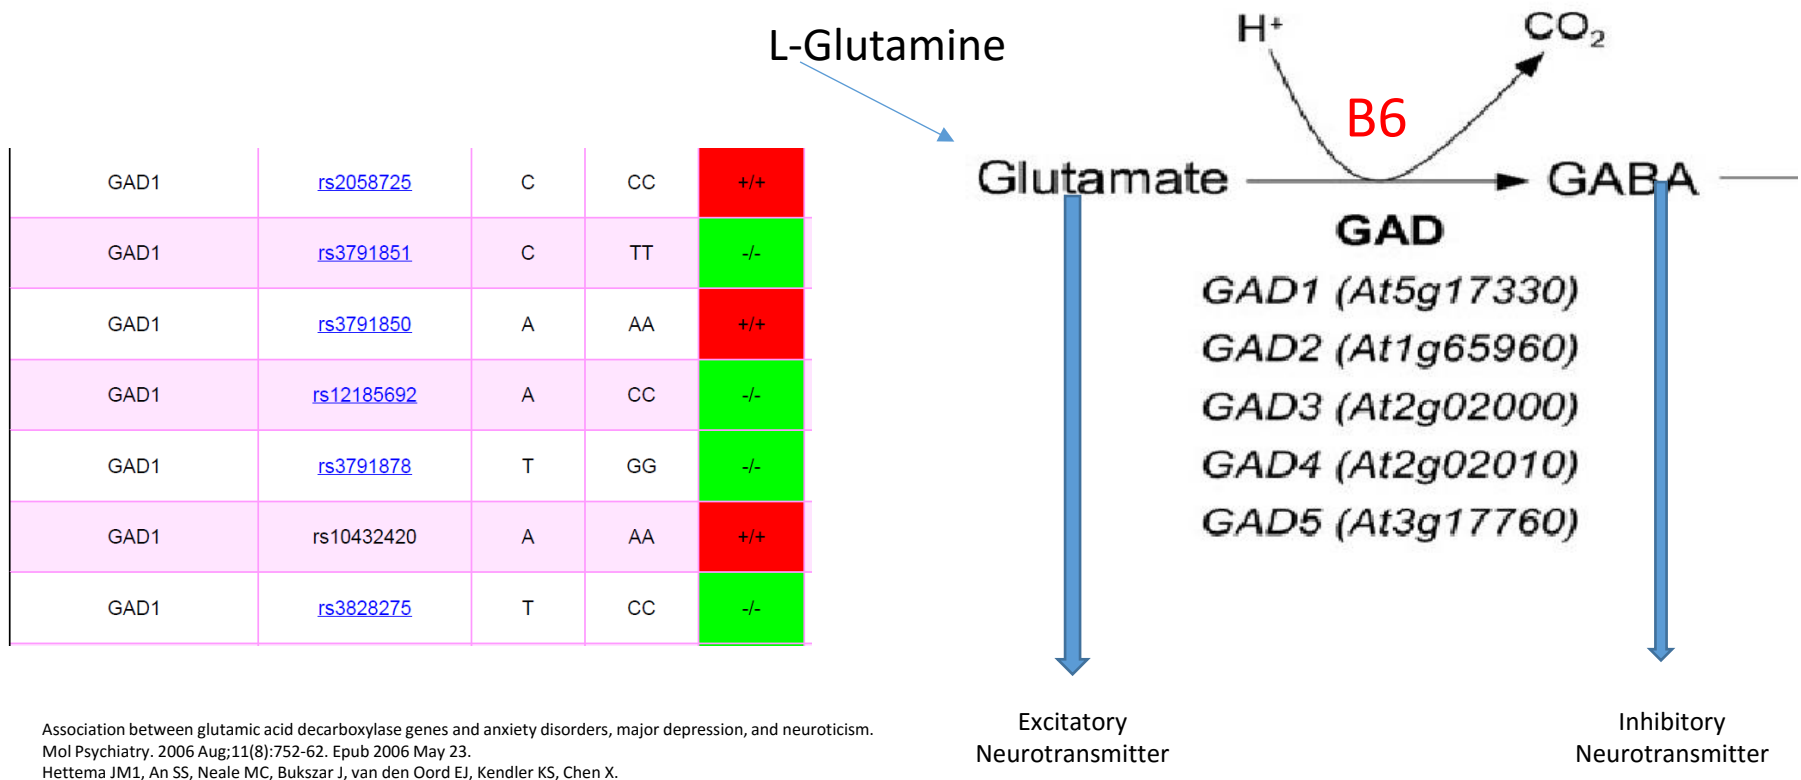 L-Glutamine
H+
CO2
B6
Glutamate
GABA
GAD
GAD1 (At5g17330)
GAD2 (At1g65960)
GAD3 (At2g02000)
GAD4 (At2g02010)
GAD5 (At3g17760)
GAD1 rs2058725 C CC +/+
GAD1 rs3791851 C TT -/-
GAD1 rs3791850 A AA +/+
GAD1 rs12185692 A CC -/-
GAD1 rs3791878 T GG -/-
GAD1 rs10432420 A AA +/+
GAD1 rs3828275 T CC -/-
Excitatory
Neurotransmitter
Inhibitory
Neurotransmitter
Association between glutamic acid decarboxylase genes and anxiety disorders, major depression, and neuroticism.
Mol Psychiatry. 2006 Aug;11(8):752-62. Epub 2006 May 23.
Hettema JM1, An SS, Neale MC, Bukszar J, van den Oord EJ, Kendler KS, Chen X.